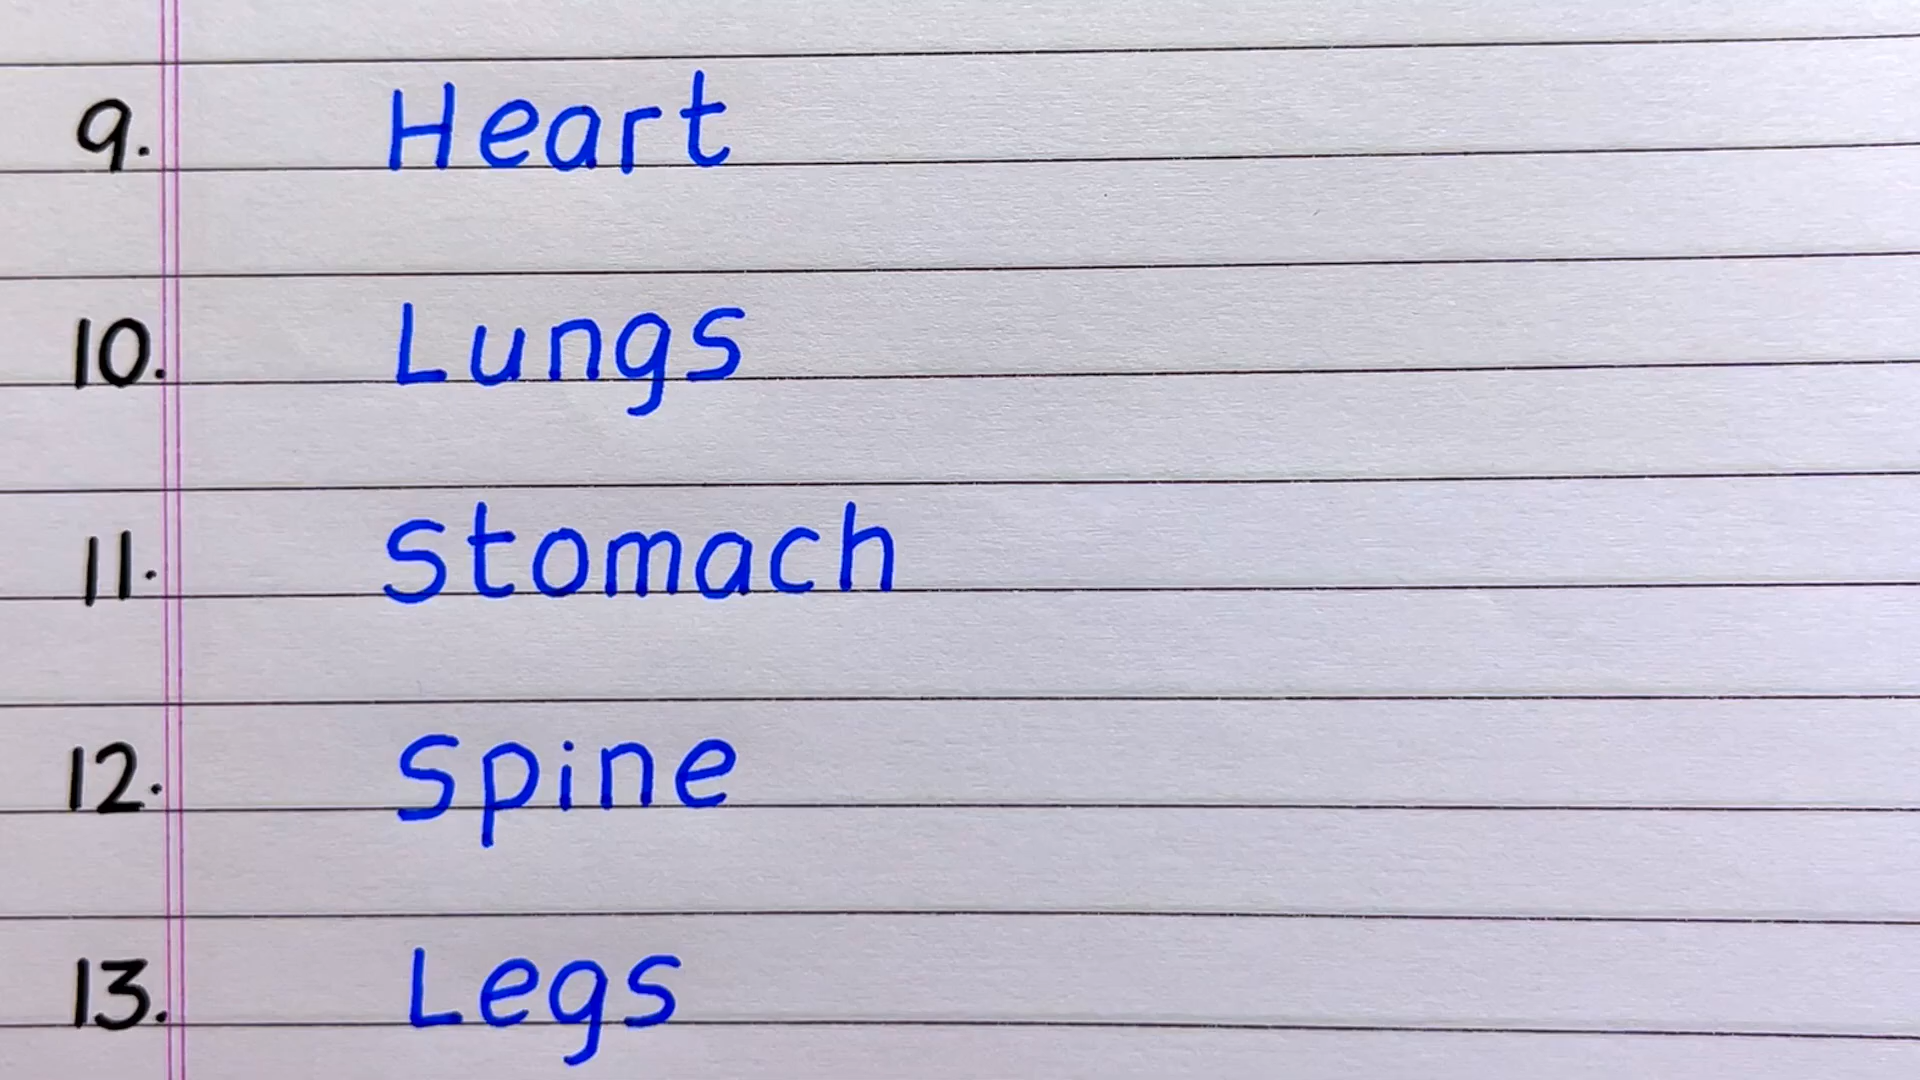 9. Heart
10. Lungs
11. Stomach
12. Spine
13. Legs